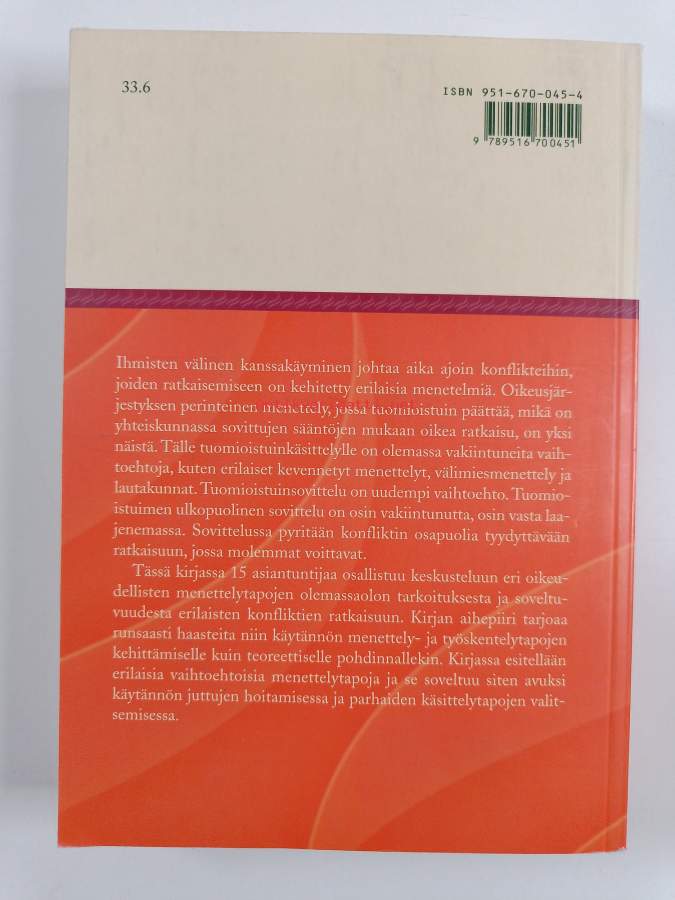 33.6
ISBN 951-670-045-4
9 789516 700451
Ihmisten välinen kanssakäyminen johtaa aika ajoin konflikteihin,
joiden ratkaisemiseen on kehitetty erilaisia menetelmiä. Oikeusjär-
jestyksen perinteinen menettely, jossa tuomioistuin päättää, mikä on
yhteiskunnassa sovittujen sääntöjen mukaan oikea ratkaisu, on yksi
näistä. Tälle tuomioistuinkäsittelylle on olemassa vakiintuneita vaih-
toehtoja, kuten erilaiset kevennetyt menettelyt, välimiesmenettely ja
lautakunnat. Tuomioistuinsovittelu on uudempi vaihtoehto. Tuomio-
istuimen ulkopuolinen sovittelu on osin vakiintunutta, osin vasta laa-
jenemassa. Sovittelussa pyritään konfliktin osapuolia tyydyttävään
ratkaisuun, jossa molemmat voittavat.
Tässä kirjassa 15 asiantuntijaa osallistuu keskusteluun eri oikeu-
dellisten menettelytapojen olemassaolon tarkoituksesta ja soveltu-
vuudesta erilaisten konfliktien ratkaisuun. Kirjan aihepiiri tarjoaa
runsaasti haasteita niin käytännön menettely- ja työskentelytapojen
kehittämiselle kuin teoreettiselle pohdinnallekin. Kirjassa esitellään
erilaisia vaihtoehtoisia menettelytapoja ja se soveltuu siten avuksi
käytännön juttujen hoitamisessa ja parhaiden käsittelytapojen valit-
semisessa.